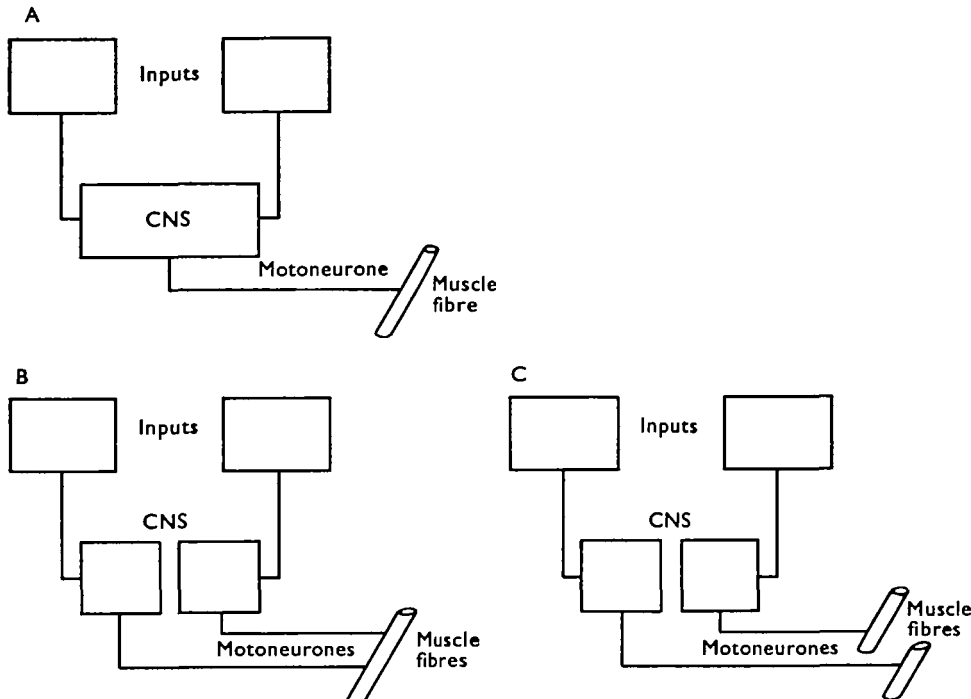 A
Inputs
CNS
Motoneurone
Muscle
fibre
B
Inputs
CNS
Motoneurones
Muscle
fibres
C
Inputs
CNS
Motoneurones
Muscle
fibres